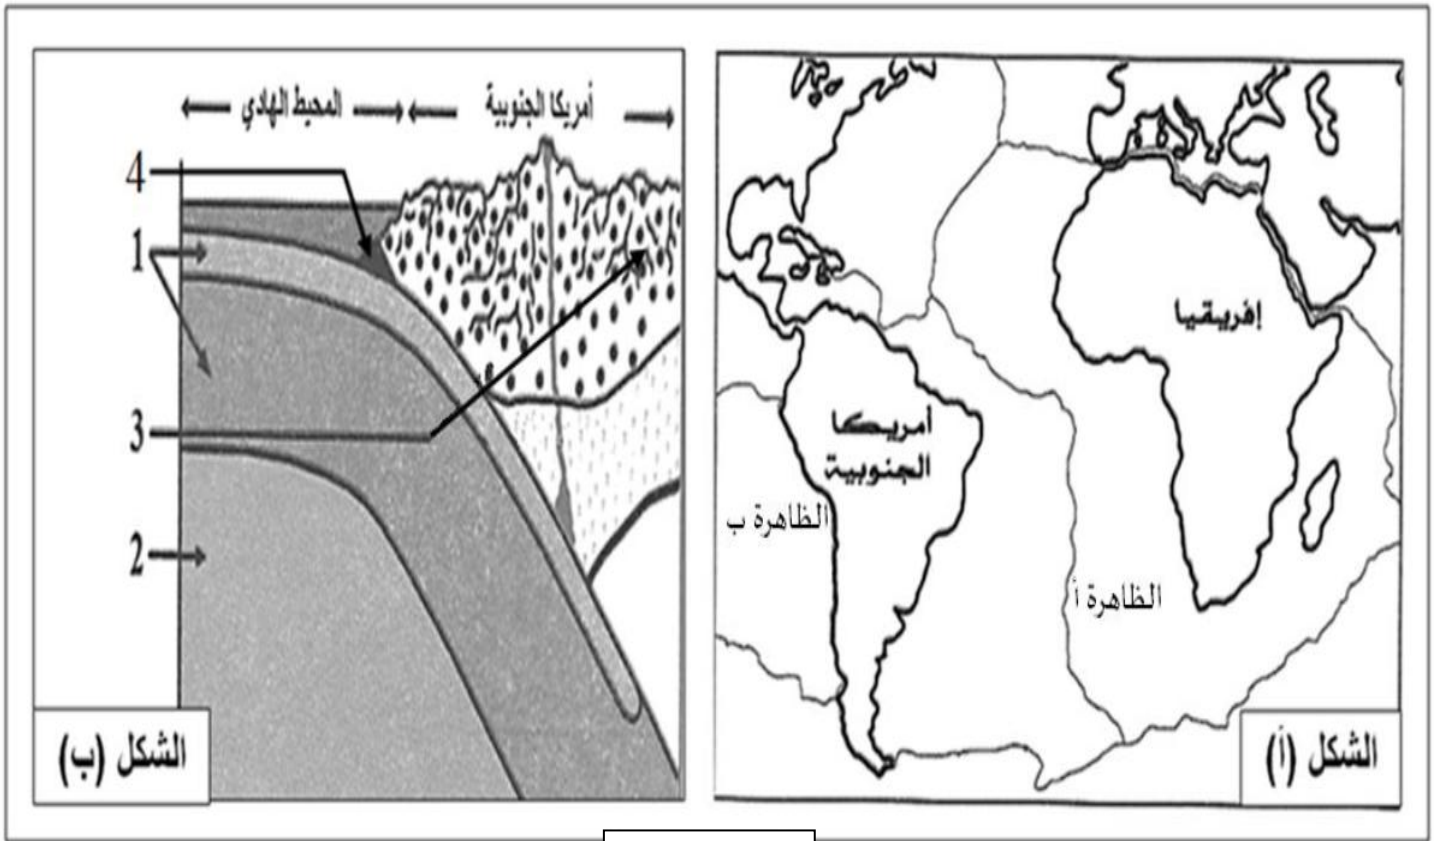 أمريكا الجنوبية
المحيط الهادي
4
1
3
2
الشكل (ب)
إفريقيا
أمريكا
الجنوبية
الظاهرة ب
الظاهرة أ
الشكل (أ)